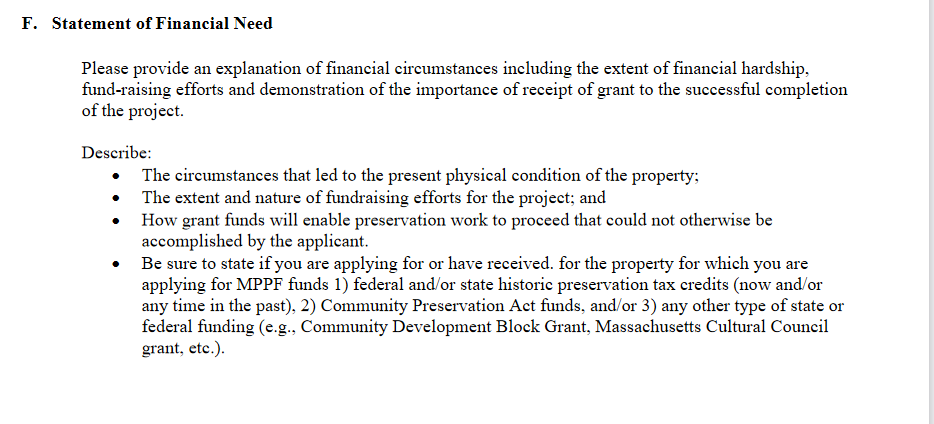 F. Statement of Financial Need
Please provide an explanation of financial circumstances including the extent of financial hardship,
fund-raising efforts and demonstration of the importance of receipt of grant to the successful completion
of the project.
Describe:
• The circumstances that led to the present physical condition of the property;
• The extent and nature of fundraising efforts for the project; and
• How grant funds will enable preservation work to proceed that could not otherwise be
accomplished by the applicant.
• Be sure to state if you are applying for or have received. for the property for which you are
applying for MPPF funds 1) federal and/or state historic preservation tax credits (now and/or
any time in the past), 2) Community Preservation Act funds, and/or 3) any other type of state or
federal funding (e.g., Community Development Block Grant, Massachusetts Cultural Council
grant, etc.).